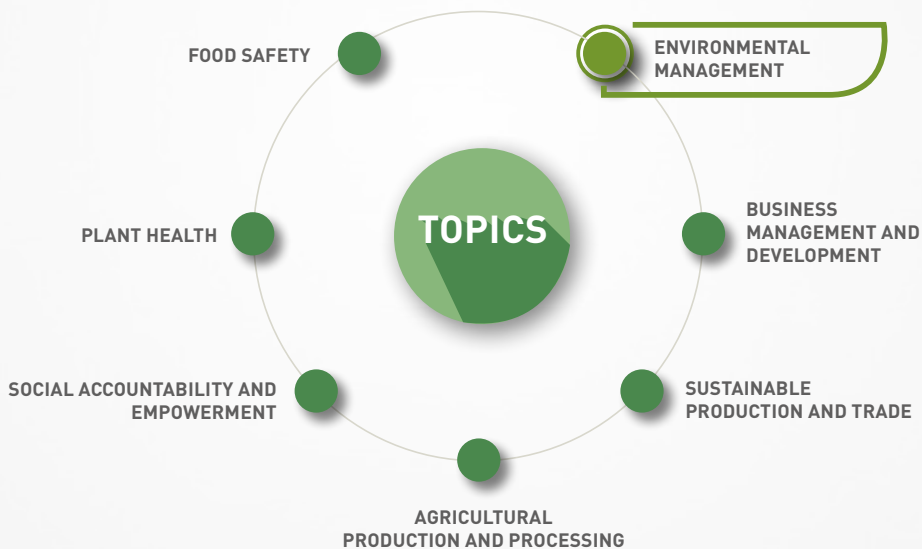 FOOD SAFETY
ENVIRONMENTAL
MANAGEMENT
TOPICS
PLANT HEALTH
BUSINESS
MANAGEMENT AND
DEVELOPMENT
SOCIAL ACCOUNTABILITY AND
EMPOWERMENT
SUSTAINABLE
PRODUCTION AND TRADE
AGRICULTURAL
PRODUCTION AND PROCESSING